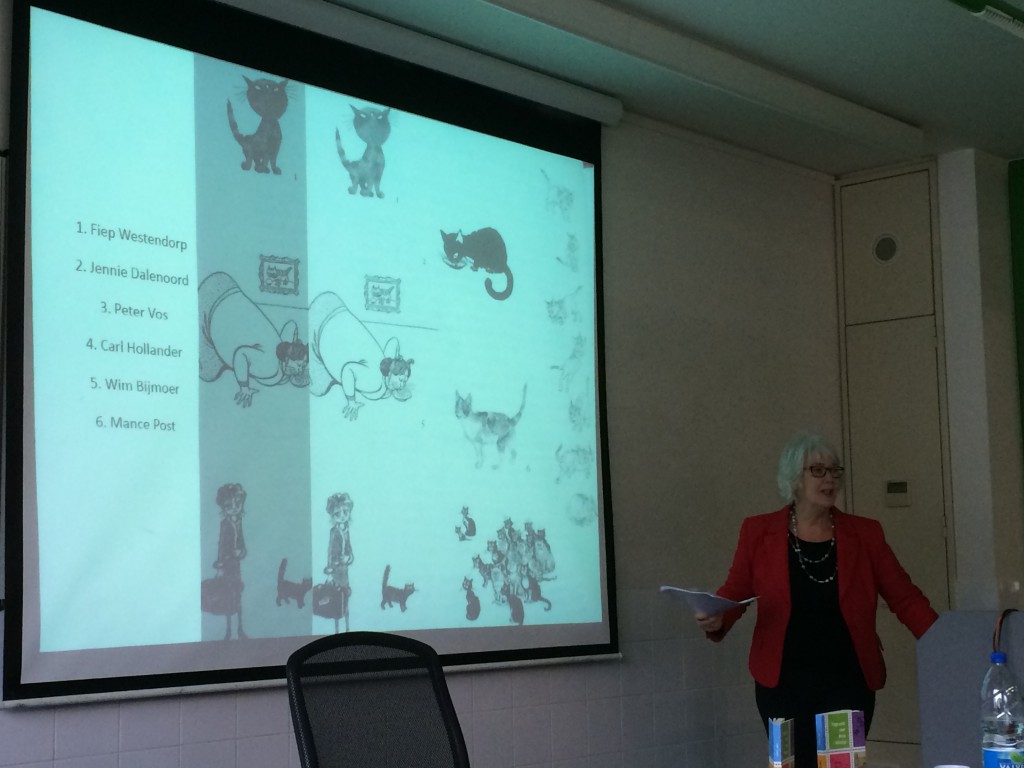 1. Fiep Westendorp
2. Jennie Dalenoord
3. Peter Vos
4. Carl Hollander
5. Wim Bijmoer
6. Mance Post